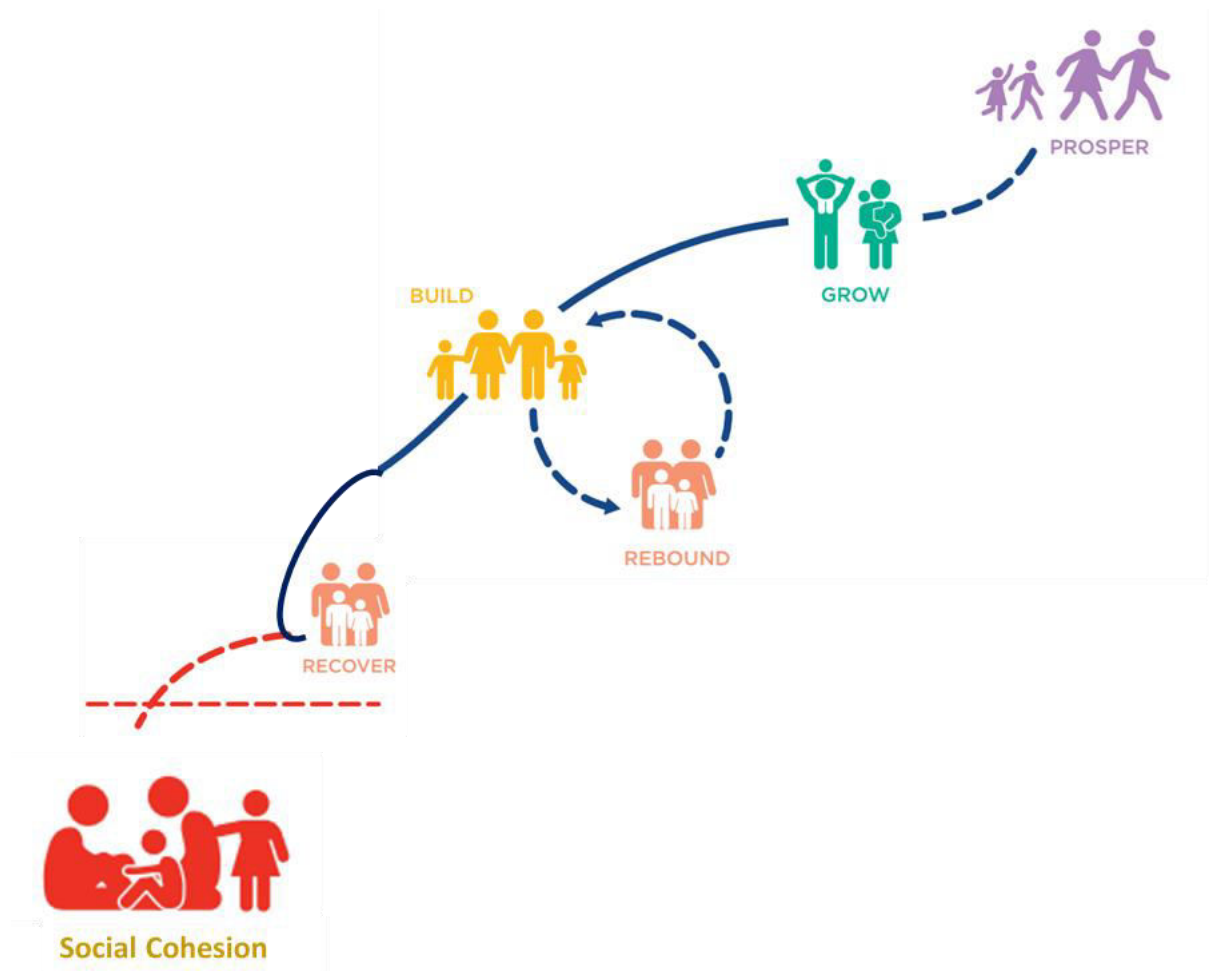 PROSPER
GROW
BUILD
REBOUND
RECOVER
Social Cohesion